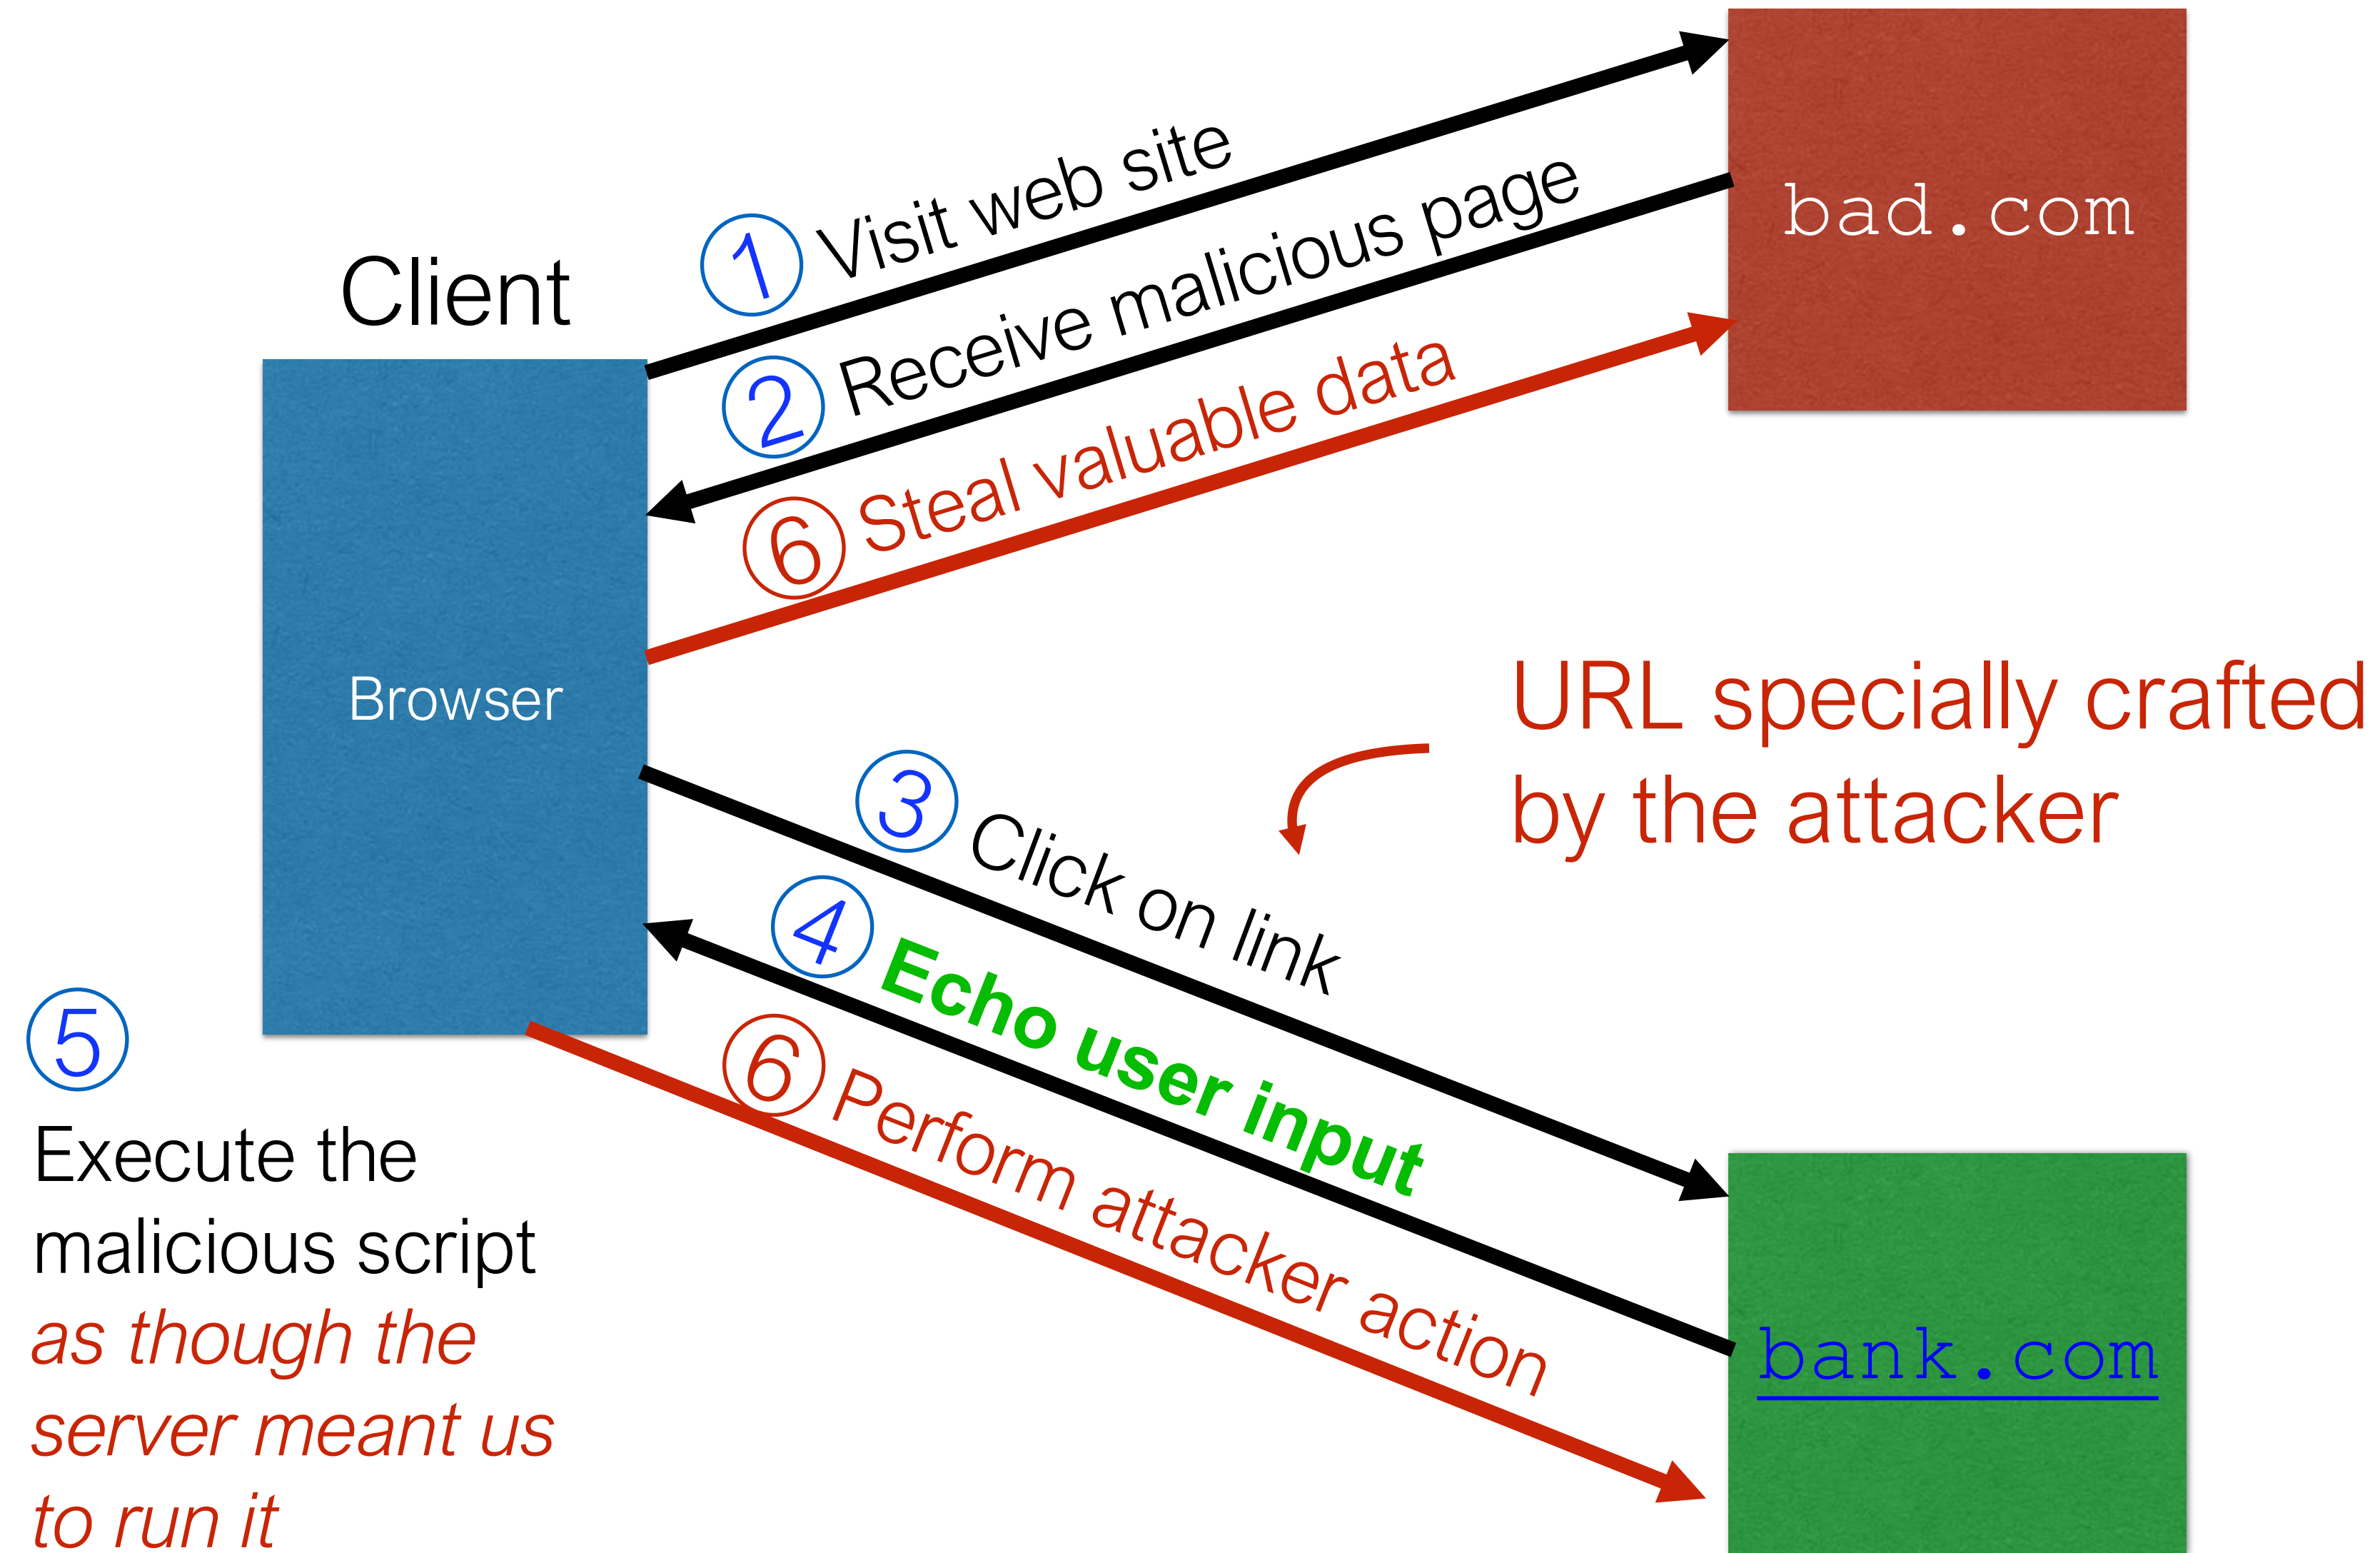 bad.com
① Visit web site
② Receive malicious page
Client
⑥ Steal valuable data
Browser
URL specially crafted
by the attacker
③ Click on link
④ Echo user input
⑥ Perform attacker action
⑤
Execute the
malicious script
as though the
server meant us
to run it
bank.com